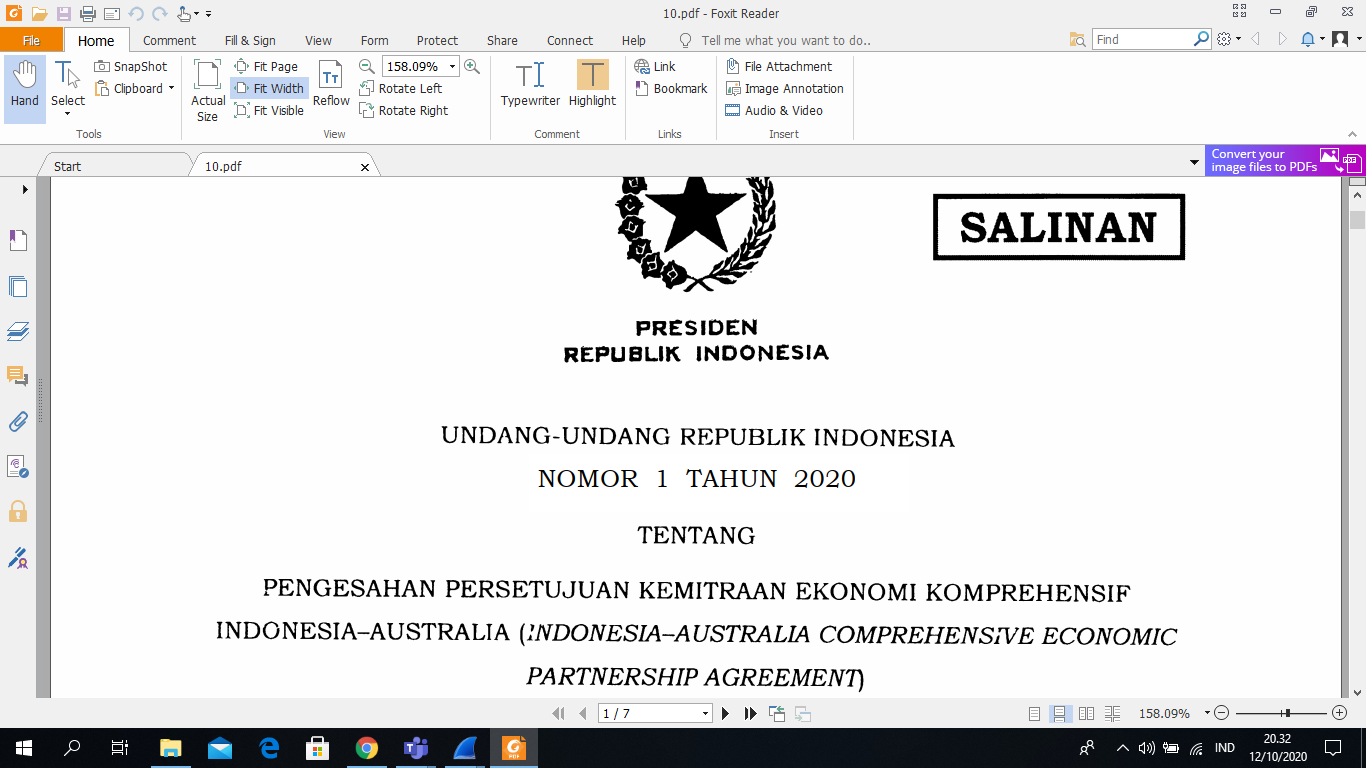 10.pdf - Foxit Reader
File Home Comment Fill & Sign View Form Protect Share Connect Help Tell me what you want to do.. Find
Hand
Select
SnapShot
Clipboard
Tools
Actual Size
Fit Page
Fit Width
Fit Visible
Reflow
158.09%
Rotate Left
Rotate Right
View
Typewriter
Highlight
Comment
Link
Bookmark
Links
File Attachment
Image Annotation
Audio & Video
Insert
Start
10.pdf
Convert your
image files to PDFs
SALINAN
PRESIDEN
REPUBLIK INDONESIA
UNDANG-UNDANG REPUBLIK INDONESIA
NOMOR 1 TAHUN 2020
TENTANG
PENGESAHAN PERSETUJUAN KEMITRAAN EKONOMI KOMPREHENSIF
INDONESIA–AUSTRALIA (INDONESIA–AUSTRALIA COMPREHENSIVE ECONOMIC
PARTNERSHIP AGREEMENT)
1 / 7
158.09%
IND
20.32
12/10/2020